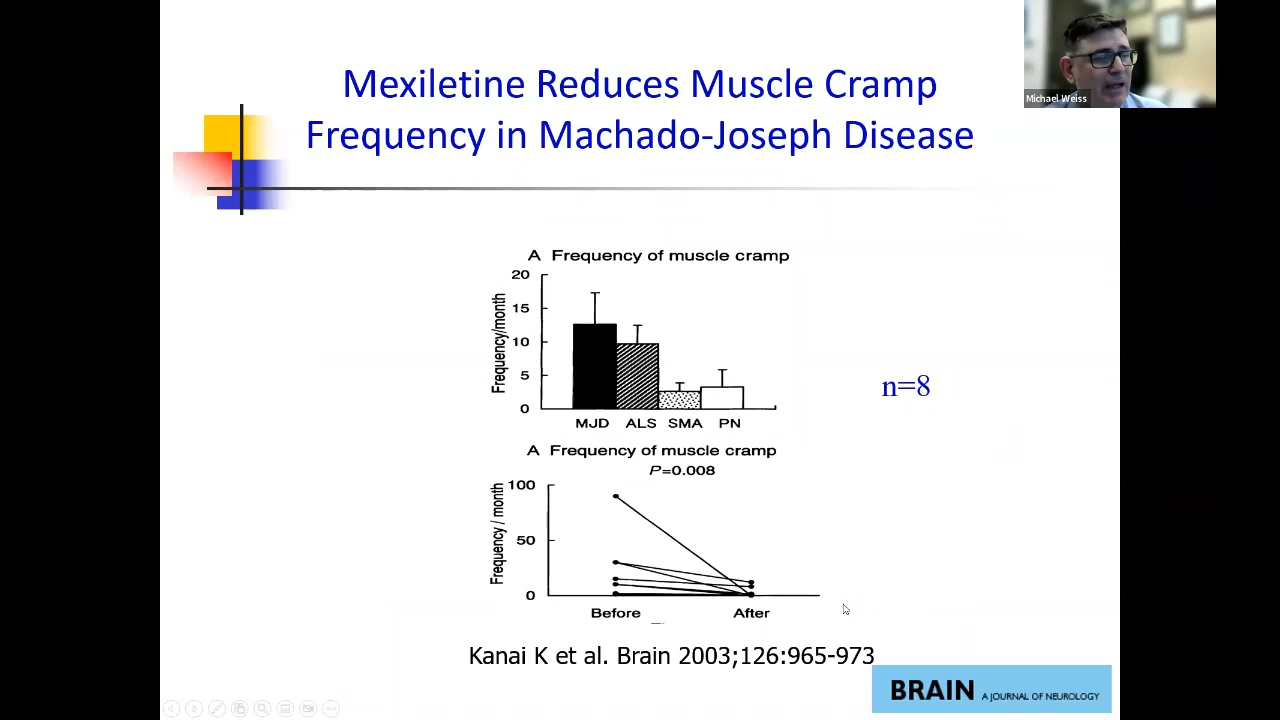 Mexiletine Reduces Muscle Cramp
Frequency in Machado-Joseph Disease
Michael Weiss
A Frequency of muscle cramp
Frequency/month
20
15
10
5
0
MJD ALS SMA PN
n=8
A Frequency of muscle cramp
P=0.008
Frequency / month
100
50
0
Before After
Kanai K et al. Brain 2003;126:965-973
BRAIN A JOURNAL OF NEUROLOGY